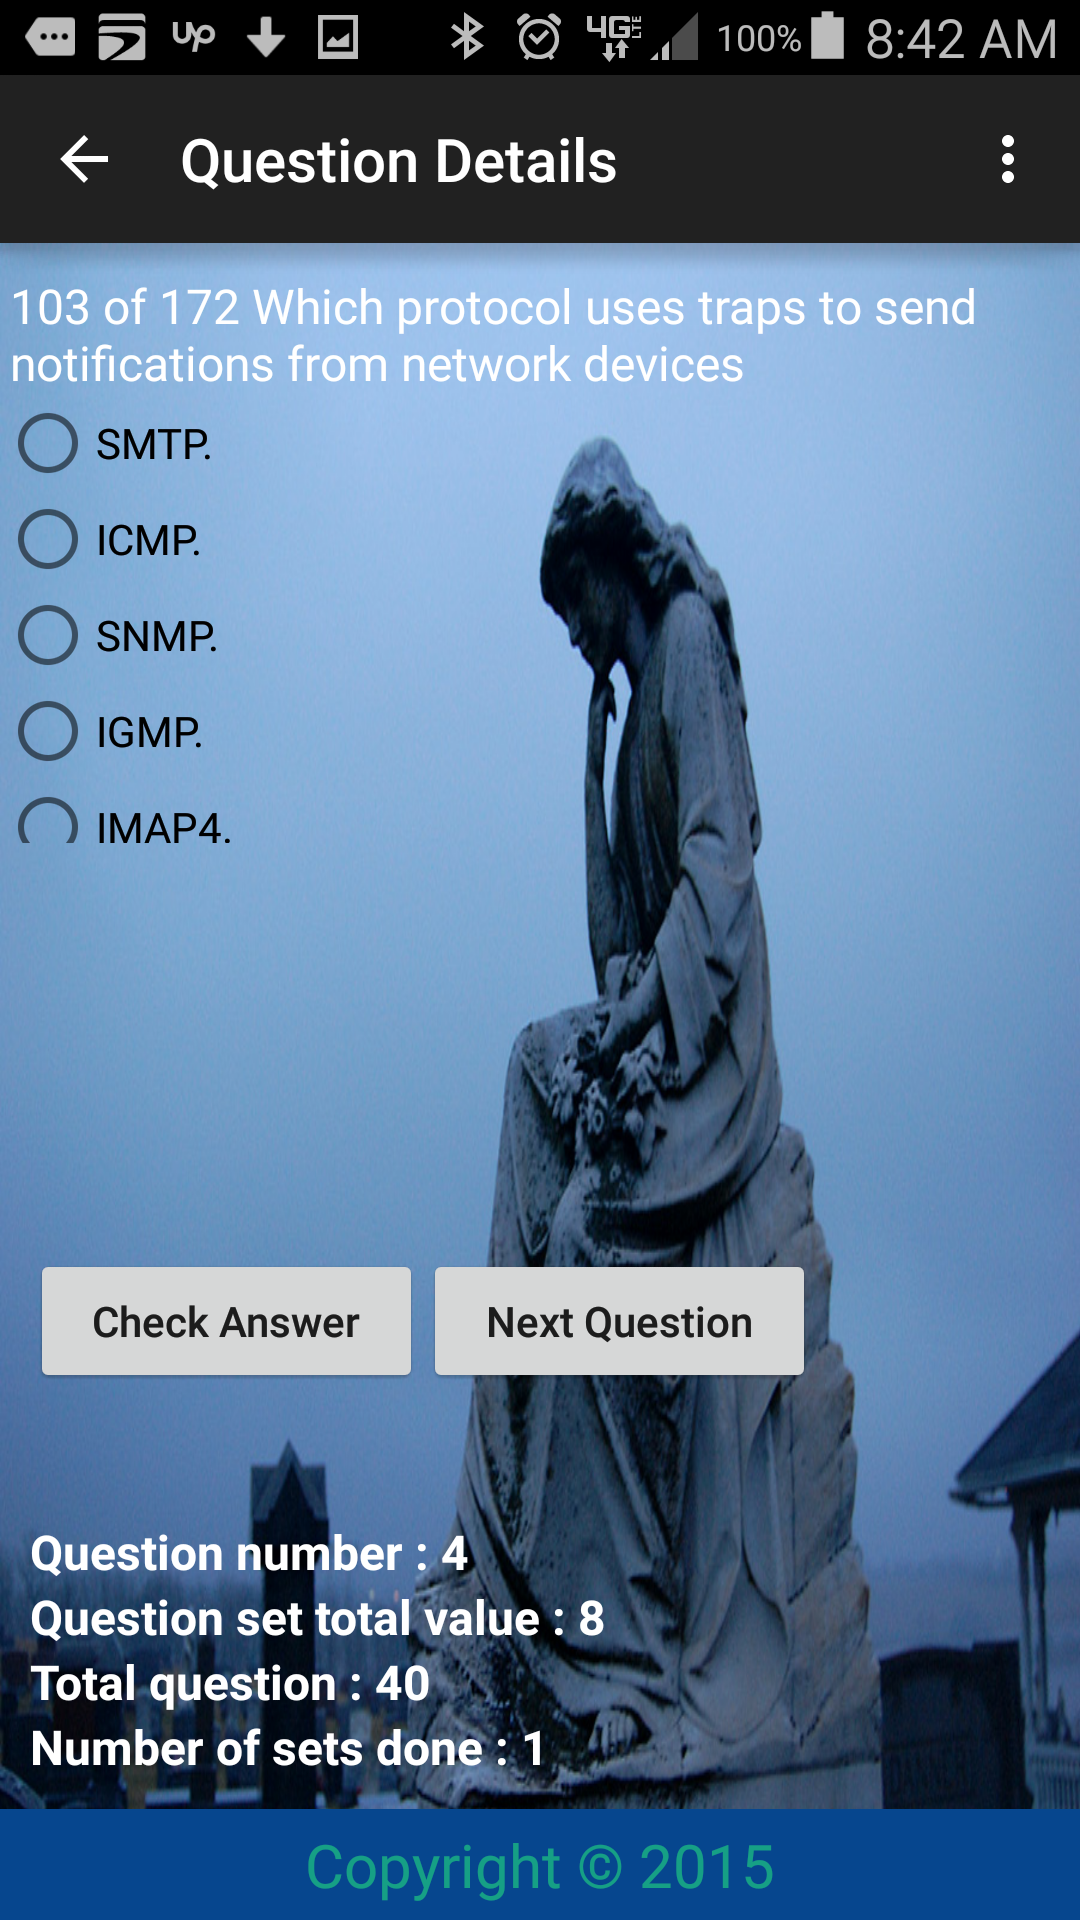 up 4G LTE 100% 8:42 AM
Question Details
103 of 172 Which protocol uses traps to send
notifications from network devices
SMTP.
ICMP.
SNMP.
IGMP.
IMAP4.
Check Answer Next Question
Question number : 4
Question set total value : 8
Total question : 40
Number of sets done : 1
Copyright © 2015